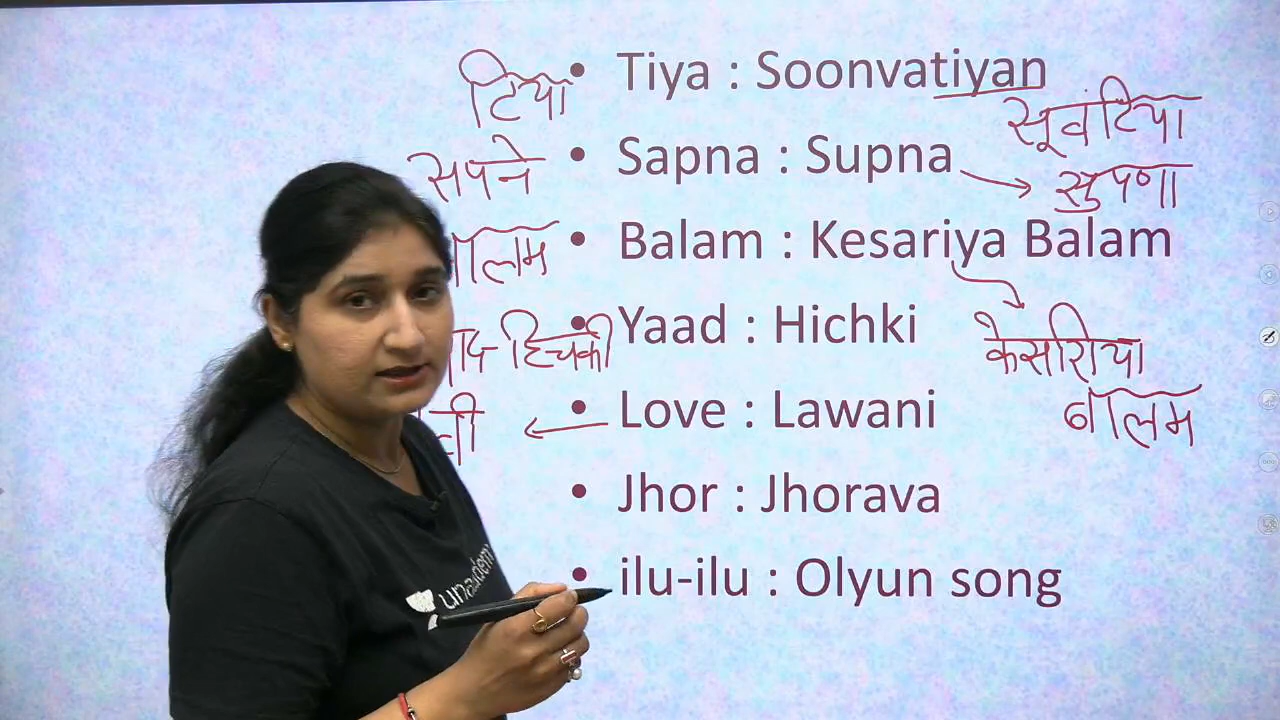 टिया • Tiya : Soonvatiyan
सूवंटिया
सपने • Sapna : Supna
सुपणा
• Balam : Kesariya Balam
केसरिया
बालम
हिचकी • Yaad : Hichki
• Love : Lawani
• Jhor : Jhorava
• ilu-ilu : Olyun song